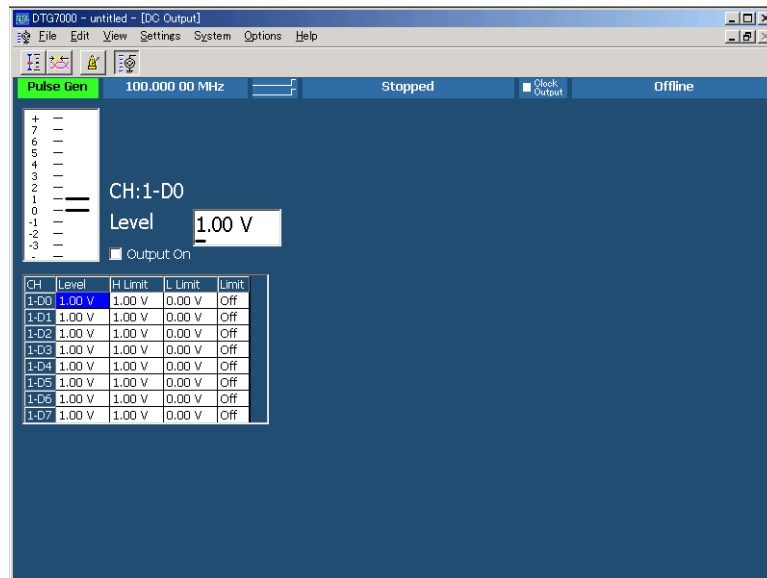 DTG7000 - untitled - [DC Output]
File Edit View Settings System Options Help
Pulse Gen 100.000 00 MHz Stopped Clock Output Offline
+
7
6
5
4
3
2
1
0
-1
-2
-3
-
CH:1-D0
Level 1.00 V
Output On
CH Level H Limit L Limit Limit
1-D0 1.00 V 1.00 V 0.00 V Off
1-D1 1.00 V 1.00 V 0.00 V Off
1-D2 1.00 V 1.00 V 0.00 V Off
1-D3 1.00 V 1.00 V 0.00 V Off
1-D4 1.00 V 1.00 V 0.00 V Off
1-D5 1.00 V 1.00 V 0.00 V Off
1-D6 1.00 V 1.00 V 0.00 V Off
1-D7 1.00 V 1.00 V 0.00 V Off